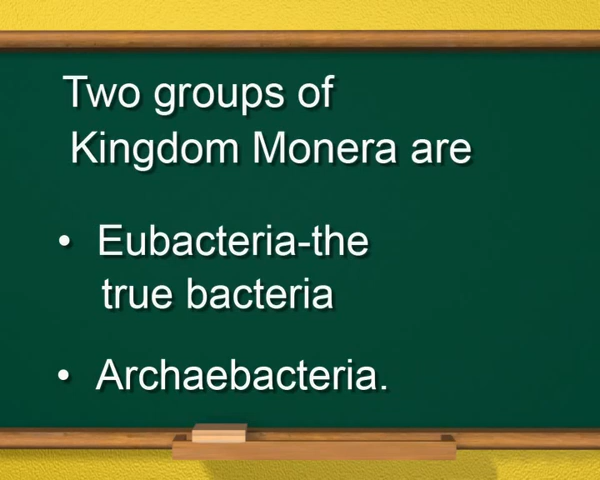 Two groups of
Kingdom Monera are
• Eubacteria-the
true bacteria
• Archaebacteria.